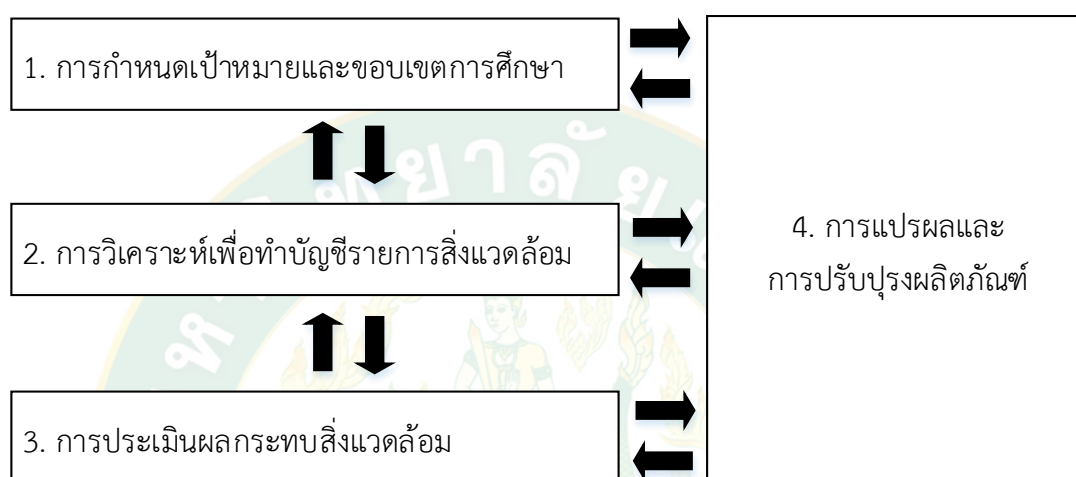 1. การกำหนดเป้าหมายและขอบเขตการศึกษา
2. การวิเคราะห์เพื่อทำบัญชีรายการสิ่งแวดล้อม
3. การประเมินผลกระทบสิ่งแวดล้อม
4. การแปรผลและ
การปรับปรุงผลิตภัณฑ์